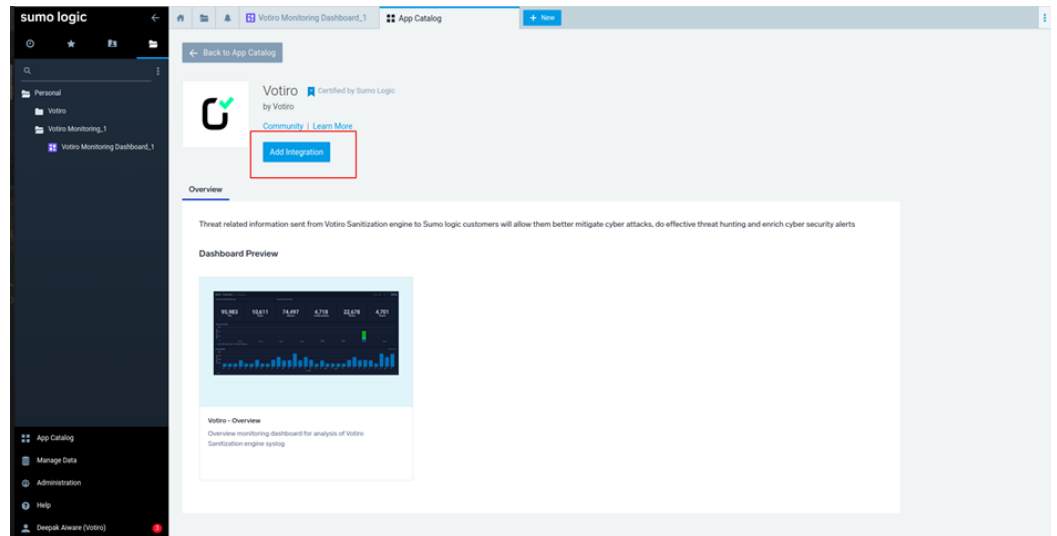 sumo logic
Votiro Monitoring Dashboard_1
App Catalog
+ New
Back to App Catalog
Personal
Votiro
Votiro Monitoring_1
Votiro Monitoring Dashboard_1
Votiro
Certified by Sumo Logic
by Votiro
Community | Learn More
Add Integration
Overview
Threat related information sent from Votiro Sanitization engine to Sumo logic customers will allow them better mitigate cyber attacks, do effective threat hunting and enrich cyber security alerts
Dashboard Preview
95,983 10,611 74,497 4,718 22,678 4,701
Votiro - Overview
Overview monitoring dashboard for analysis of Votiro
Sanitization engine syslog
App Catalog
Manage Data
Administration
Help
Deepak Aiware (Votiro)
3